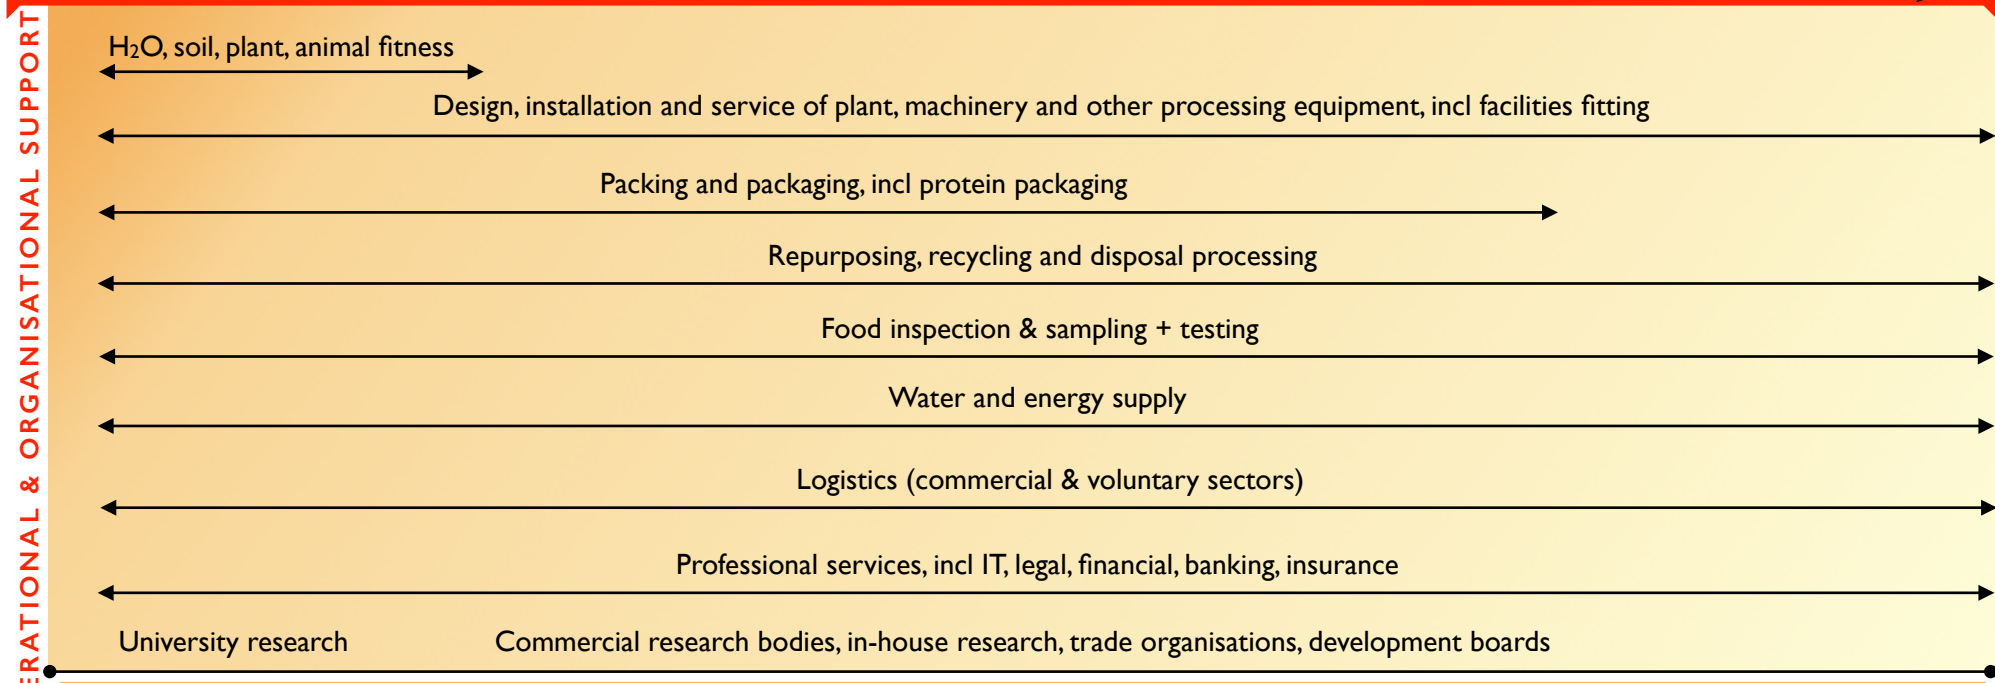 H₂O, soil, plant, animal fitness
Design, installation and service of plant, machinery and other processing equipment, incl facilities fitting
Packing and packaging, incl protein packaging
Repurposing, recycling and disposal processing
Food inspection & sampling + testing
Water and energy supply
Logistics (commercial & voluntary sectors)
Professional services, incl IT, legal, financial, banking, insurance
University research
Commercial research bodies, in-house research, trade organisations, development boards
ERATIONAL & ORGANISATIONAL SUPPORT